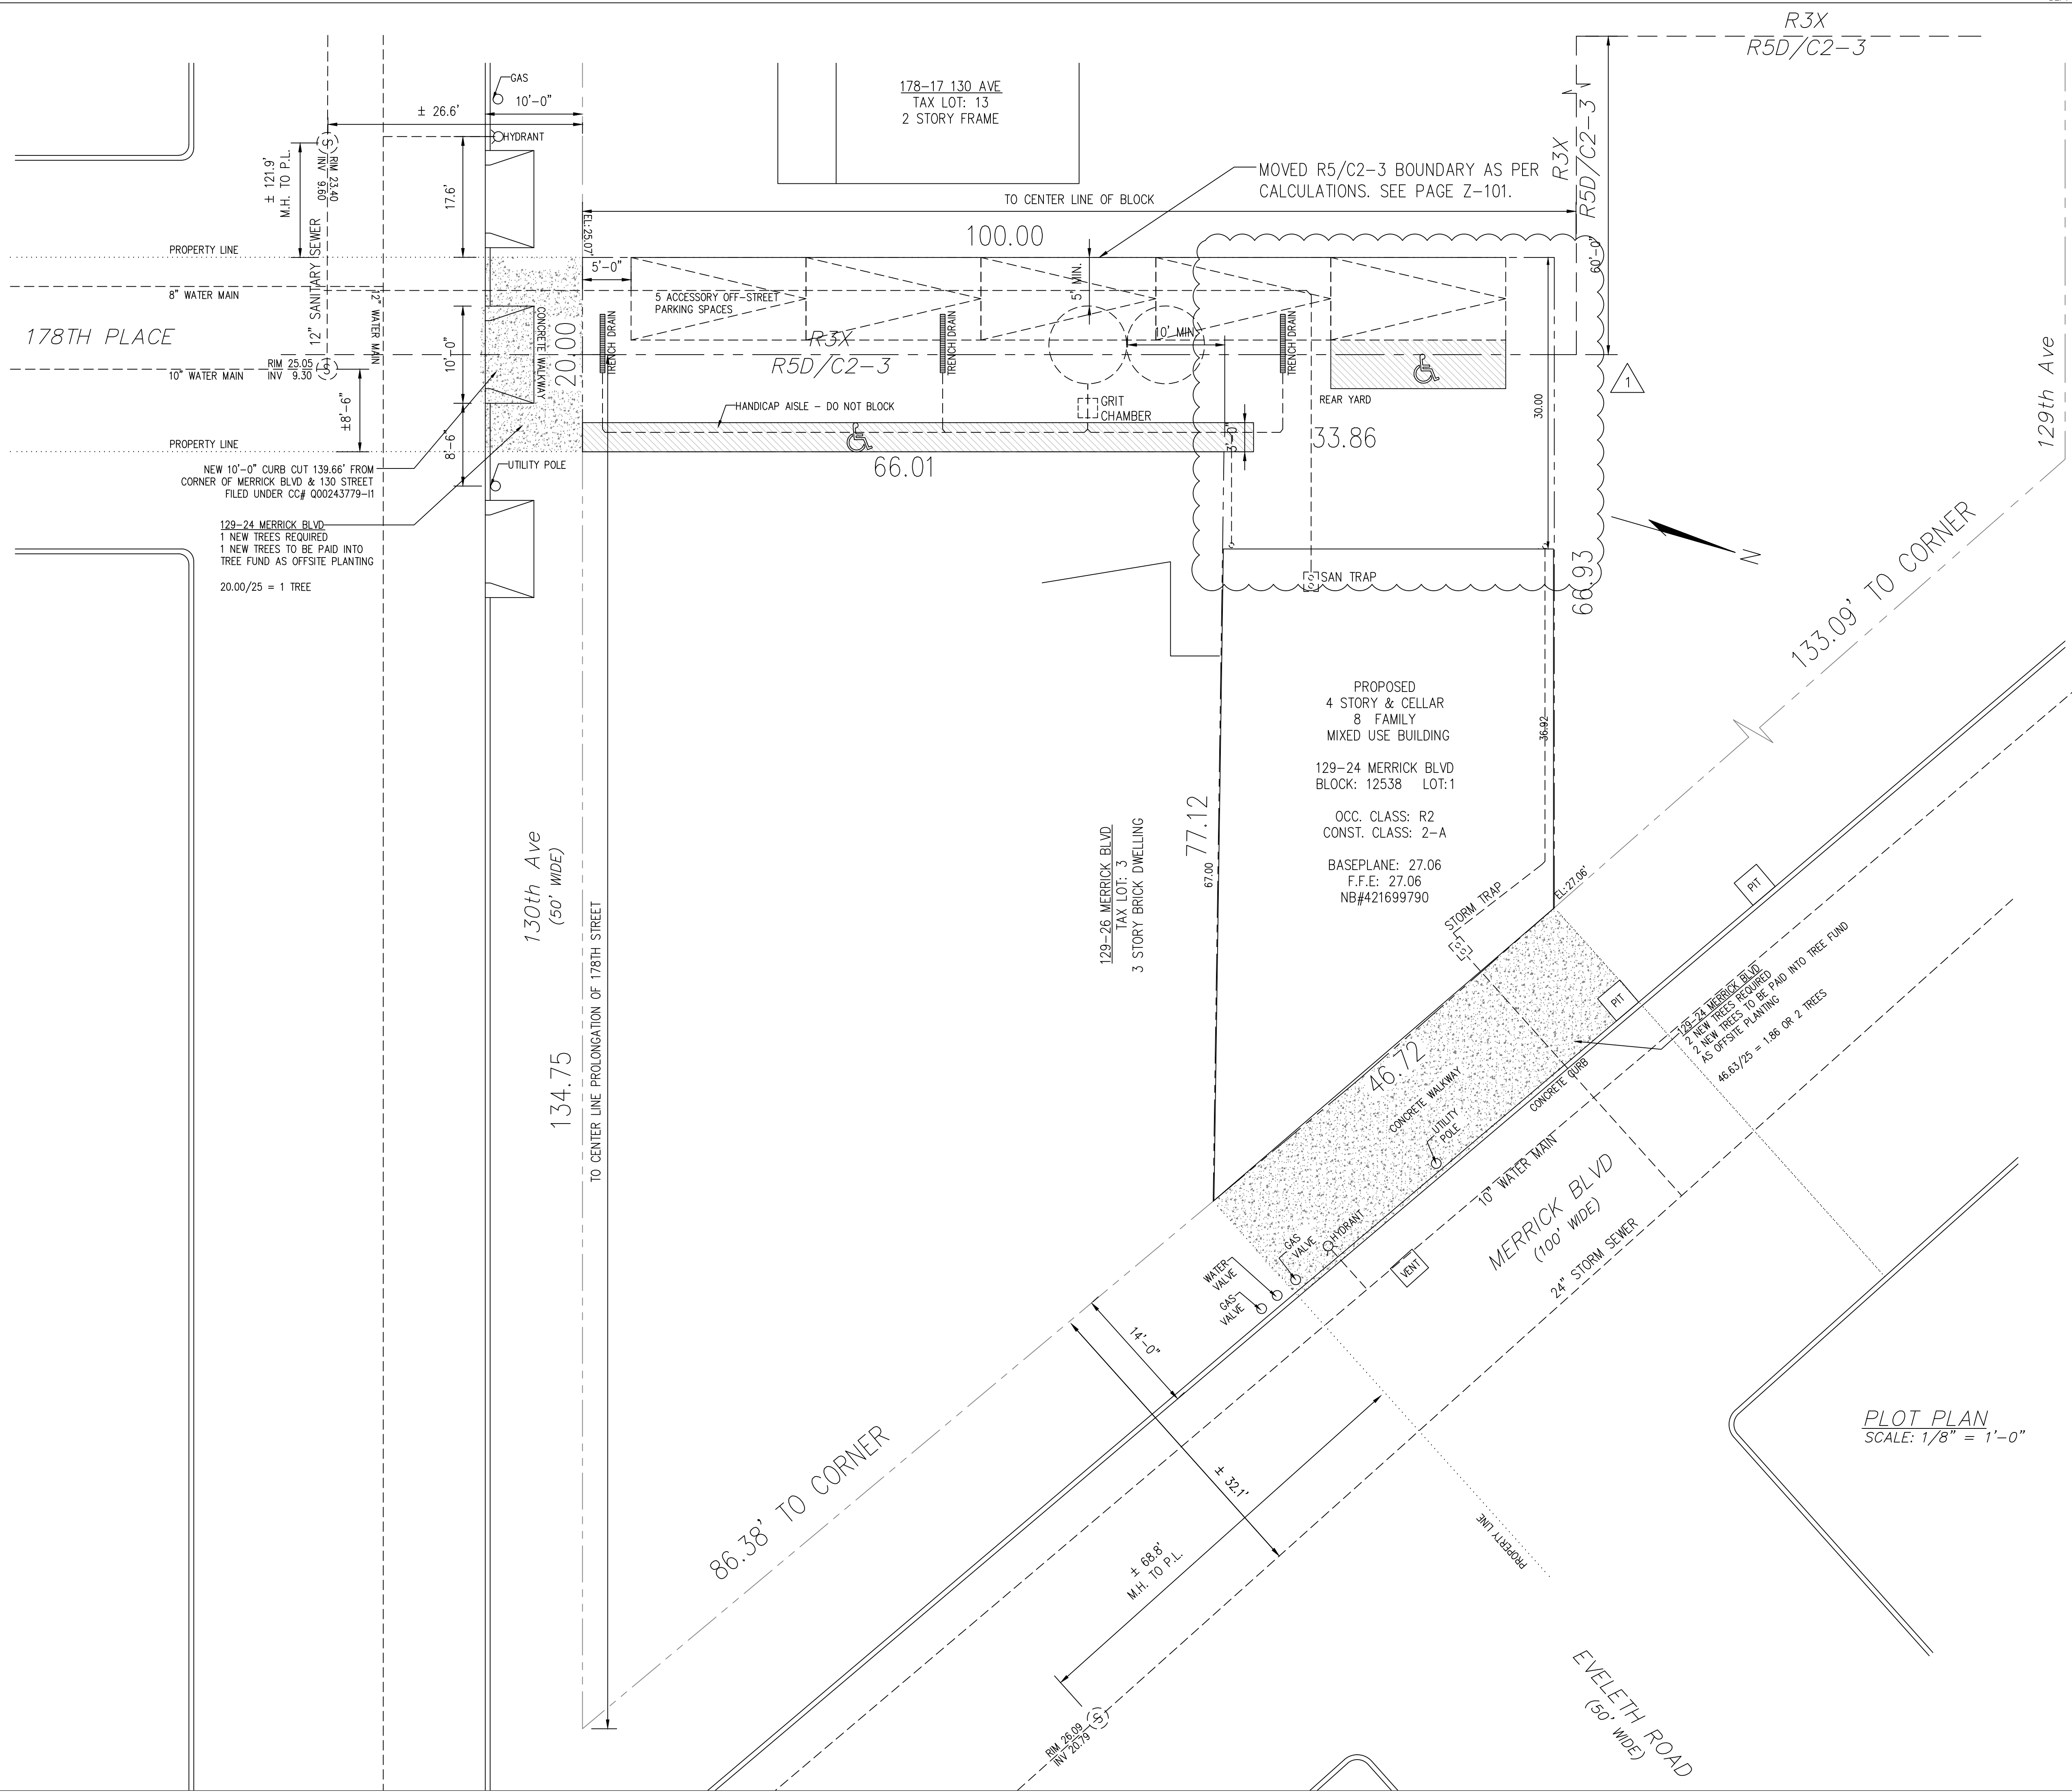 R3X
R5D/C2-3
GAS
10'-0"
± 26.6'
HYDRANT
178-17 130 AVE
TAX LOT: 13
2 STORY FRAME
± 121.9'
M.H. TO P.L.
S
RIM 23.40
INV 9.60
17.6'
MOVED R5/C2-3 BOUNDARY AS PER
CALCULATIONS. SEE PAGE Z-101.
R3X
R5D/C2-3
TO CENTER LINE OF BLOCK
EL: 25.07'
100.00
60'-0"
PROPERTY LINE
12" SANITARY SEWER
5'-0"
5' MIN.
8" WATER MAIN
12" WATER MAIN
5 ACCESSORY OFF-STREET
PARKING SPACES
178TH PLACE
10'-0"
CONCRETE WALKWAY
20.00
TRENCH DRAIN
R3X
R5D/C2-3
TRENCH DRAIN
10' MIN
TRENCH DRAIN
10" WATER MAIN
RIM 25.05
INV 9.30
S
±8'-6"
HANDICAP AISLE - DO NOT BLOCK
GRIT
CHAMBER
REAR YARD
30.00
1
129th Ave
PROPERTY LINE
8'-6"
3'-0"
33.86
66.01
UTILITY POLE
NEW 10'-0" CURB CUT 139.66' FROM
CORNER OF MERRICK BLVD & 130 STREET
FILED UNDER CC# Q00243779-I1
129-24 MERRICK BLVD
1 NEW TREES REQUIRED
1 NEW TREES TO BE PAID INTO
TREE FUND AS OFFSITE PLANTING
20.00/25 = 1 TREE
N
SAN TRAP
66.93
133.09' TO CORNER
PROPOSED
4 STORY & CELLAR
8 FAMILY
MIXED USE BUILDING
129-24 MERRICK BLVD
BLOCK: 12538 LOT:1
OCC. CLASS: R2
CONST. CLASS: 2-A
BASEPLANE: 27.06
F.F.E: 27.06
NB#421699790
36.92
77.12
67.00
129-26 MERRICK BLVD
TAX LOT: 3
3 STORY BRICK DWELLING
130th Ave
(50' WIDE)
134.75
TO CENTER LINE PROLONGATION OF 178TH STREET
STORM TRAP
EL:27.06'
PIT
PIT
129-24 MERRICK BLVD
2 NEW TREES REQUIRED
2 NEW TREES TO BE PAID INTO TREE FUND
AS OFFSITE PLANTING
46.63/25 = 1.86 OR 2 TREES
46.72
CONCRETE WALKWAY
CONCRETE CURB
UTILITY
POLE
10" WATER MAIN
MERRICK BLVD
(100' WIDE)
24" STORM SEWER
HYDRANT
GAS
VALVE
WATER
VALVE
GAS
VALVE
VENT
14'-0"
± 32.1'
PROPERTY LINE
86.38' TO CORNER
± 68.8'
M.H. TO P.L.
RIM 26.09
INV 20.79
S
PLOT PLAN
SCALE: 1/8" = 1'-0"
EVELETH ROAD
(50' WIDE)